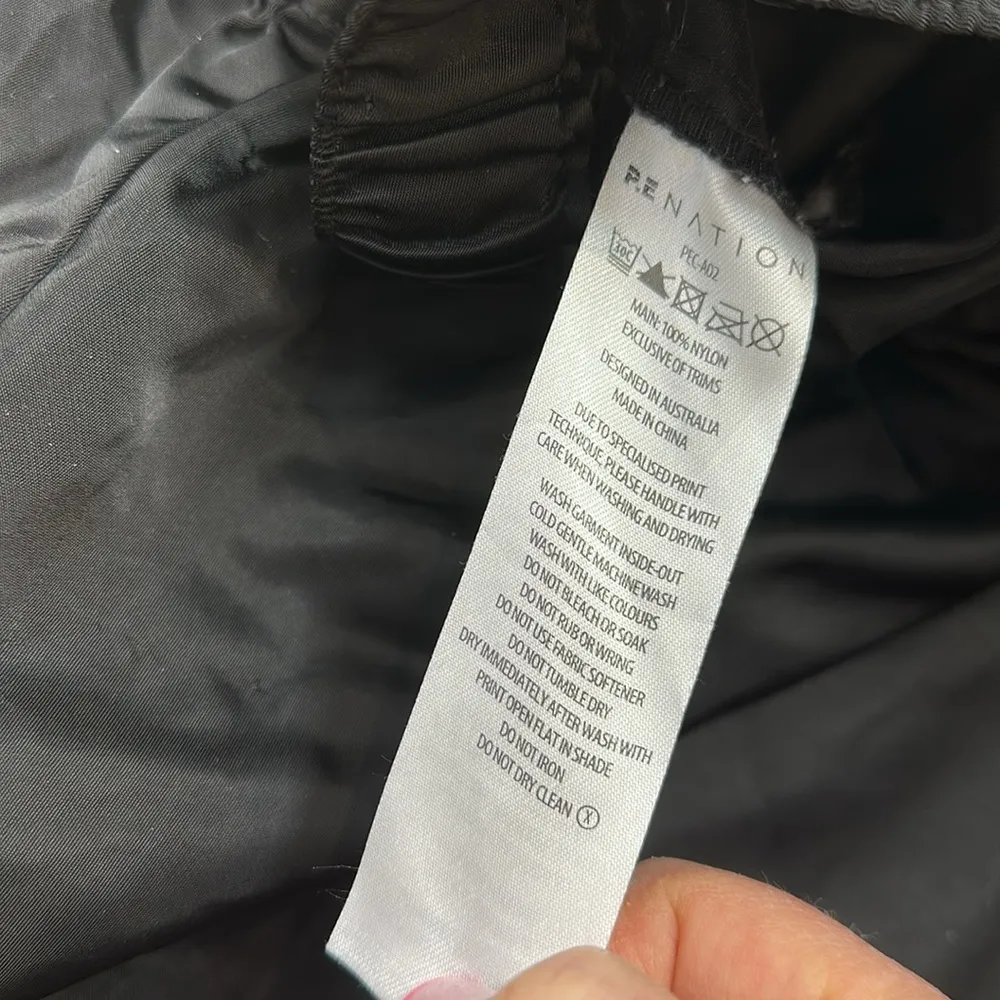 P.E NATION
PEC-A02
30C
MAIN: 100% NYLON
EXCLUSIVE OF TRIMS
DESIGNED IN AUSTRALIA
MADE IN CHINA
DUE TO SPECIALISED PRINT
TECHNIQUE, PLEASE HANDLE WITH
CARE WHEN WASHING AND DRYING
WASH GARMENT INSIDE-OUT
COLD GENTLE MACHINE WASH
WASH WITH LIKE COLOURS
DO NOT BLEACH OR SOAK
DO NOT RUB OR WRING
DO NOT USE FABRIC SOFTENER
DO NOT TUMBLE DRY
DRY IMMEDIATELY AFTER WASH WITH
PRINT OPEN FLAT IN SHADE
DO NOT IRON
DO NOT DRY CLEAN X